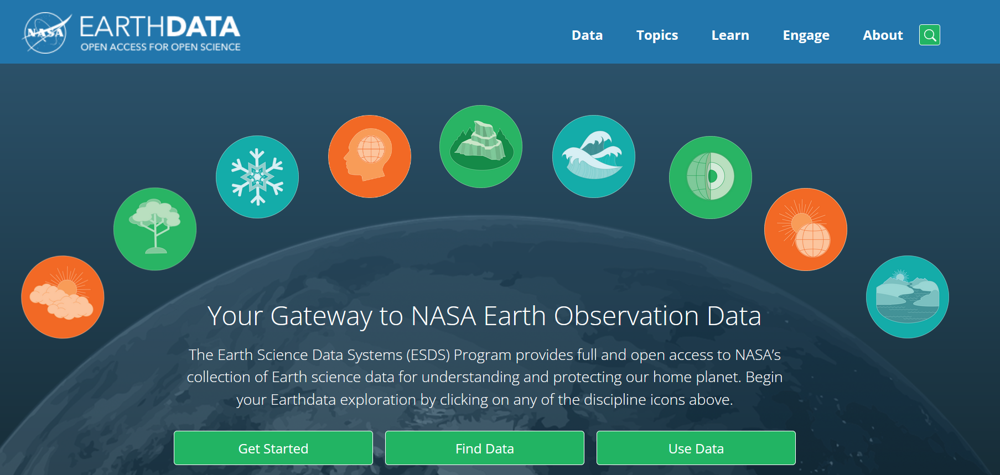 NASA
EARTHDATA
OPEN ACCESS FOR OPEN SCIENCE
Data
Topics
Learn
Engage
About
Your Gateway to NASA Earth Observation Data
The Earth Science Data Systems (ESDS) Program provides full and open access to NASA’s
collection of Earth science data for understanding and protecting our home planet. Begin
your Earthdata exploration by clicking on any of the discipline icons above.
Get Started
Find Data
Use Data